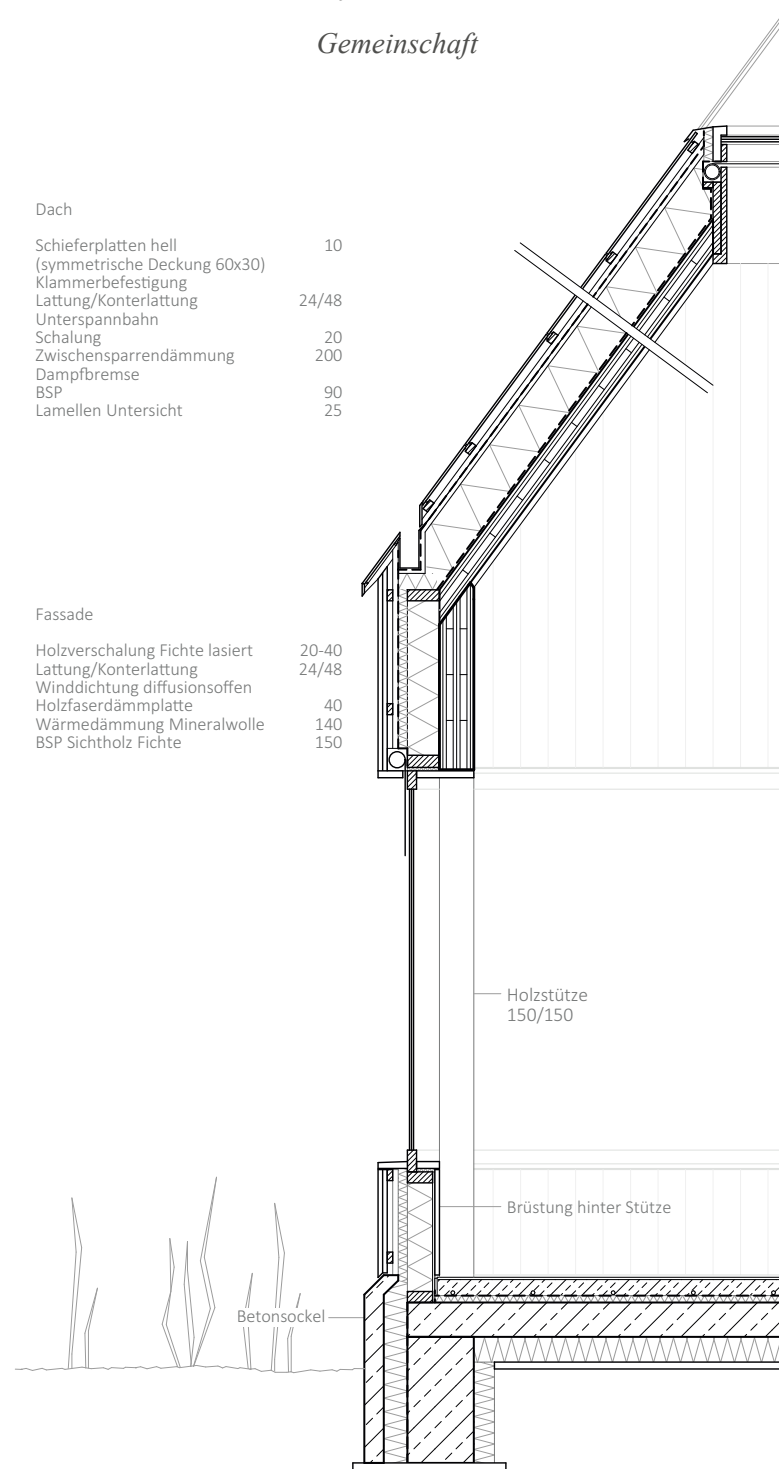 Gemeinschaft
Dach
Schieferplatten hell 10
(symmetrische Deckung 60x30)
Klammerbefestigung
Lattung/Konterlattung 24/48
Unterspannbahn
Schalung 20
Zwischensparrendämmung 200
Dampfbremse
BSP 90
Lamellen Untersicht 25
Fassade
Holzverschalung Fichte lasiert 20-40
Lattung/Konterlattung 24/48
Winddichtung diffusionsoffen
Holzfaserdämmplatte 40
Wärmedämmung Mineralwolle 140
BSP Sichtholz Fichte 150
Holzstütze
150/150
Brüstung hinter Stütze
Betonsockel